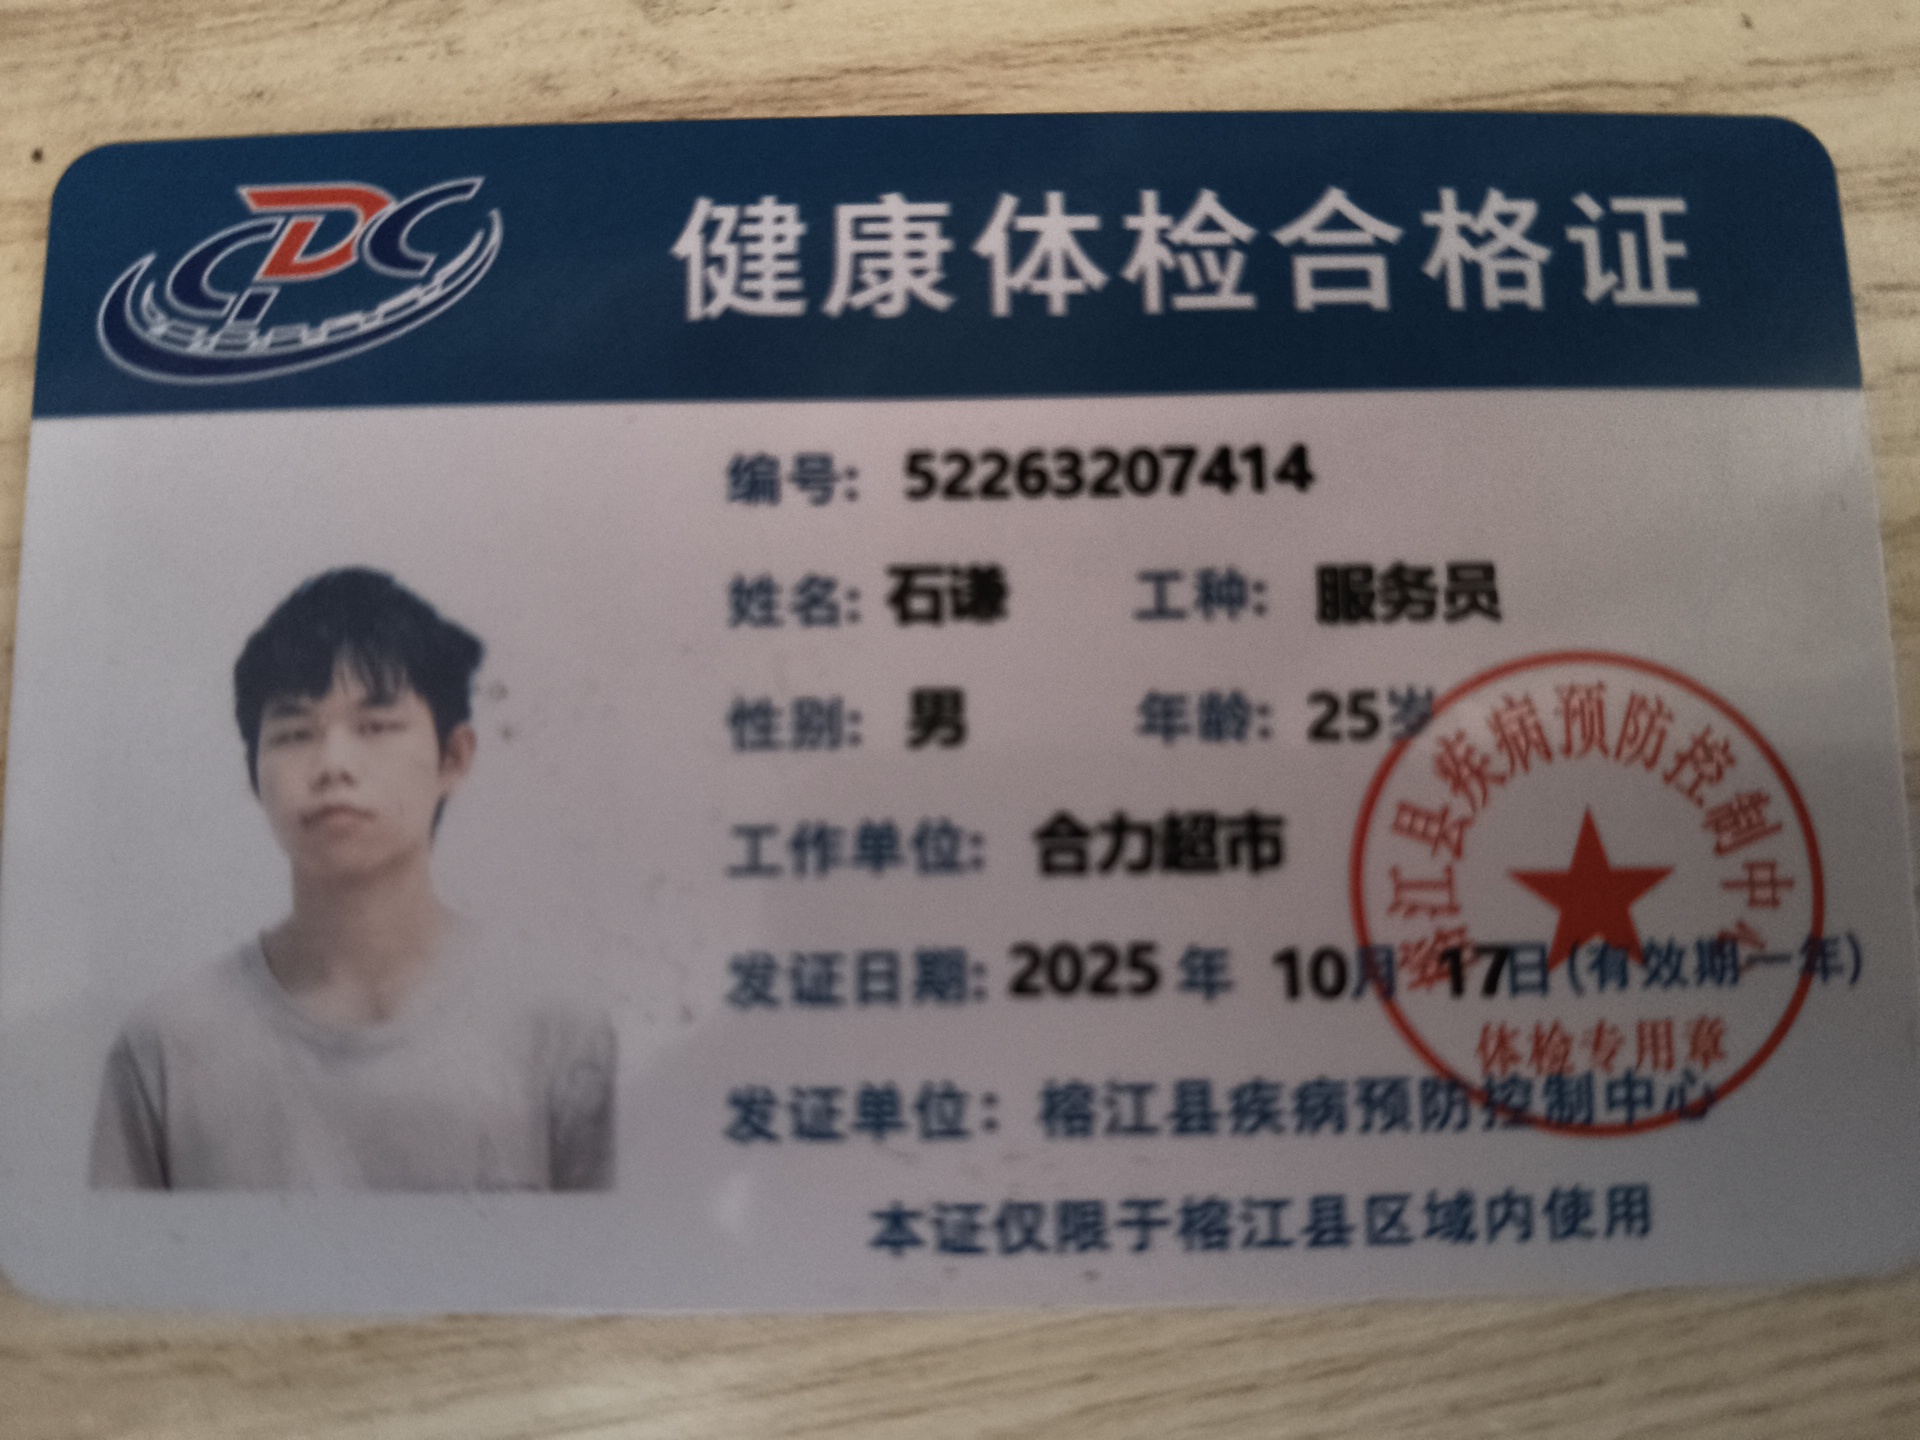 CDC
健康体检合格证
编号: 52263207414
姓名: 石谦 工种: 服务员
性别: 男 年龄: 25岁
工作单位: 合力超市
发证日期: 2025 年 10月 17日 (有效期一年)
发证单位：榕江县疾病预防控制中心
本证仅限于榕江县区域内使用
榕江县疾病预防控制中心
体检专用章